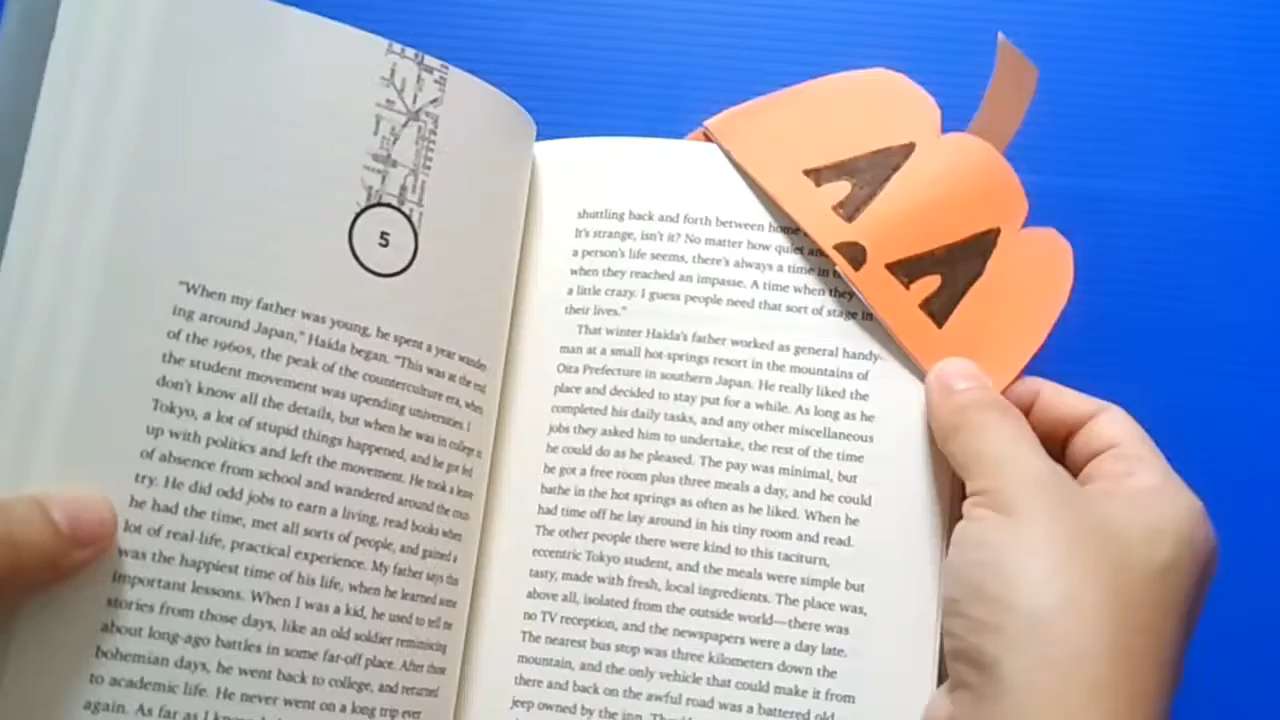 5
"When my father was young, he spent a year wander-
ing around Japan," Haida began. "This was at the end
of the 1960s, the peak of the counterculture era, when
the student movement was upending universities. I
don't know all the details, but when he was in college in
Tokyo, a lot of stupid things happened, and he got fed
up with politics and left the movement. He took a leave
of absence from school and wandered around the coun-
try. He did odd jobs to earn a living, read books when
he had the time, met all sorts of people, and gained a
lot of real-life, practical experience. My father says this
was the happiest time of his life, when he learned some
important lessons. When I was a kid, he used to tell me
stories from those days, like an old soldier reminiscing
about long-ago battles in some far-off place. After those
bohemian days, he went back to college, and returned
to academic life. He never went on a long trip ever
again. As far as I know
shuttling back and forth between home
It's strange, isn't it? No matter how quiet and
a person's life seems, there's always a time in
when they reached an impasse. A time when they
a little crazy. I guess people need that sort of stage in
their lives."
That winter Haida's father worked as general handy-
man at a small hot-springs resort in the mountains of
Oita Prefecture in southern Japan. He really liked the
place and decided to stay put for a while. As long as he
completed his daily tasks, and any other miscellaneous
jobs they asked him to undertake, the rest of the time
he could do as he pleased. The pay was minimal, but
he got a free room plus three meals a day, and he could
bathe in the hot springs as often as he liked. When he
had time off he lay around in his tiny room and read.
The other people there were kind to this taciturn,
eccentric Tokyo student, and the meals were simple but
tasty, made with fresh, local ingredients. The place was,
above all, isolated from the outside world—there was
no TV reception, and the newspapers were a day late.
The nearest bus stop was three kilometers down the
mountain, and the only vehicle that could make it from
there and back on the awful road was a battered old
jeep owned by the inn.